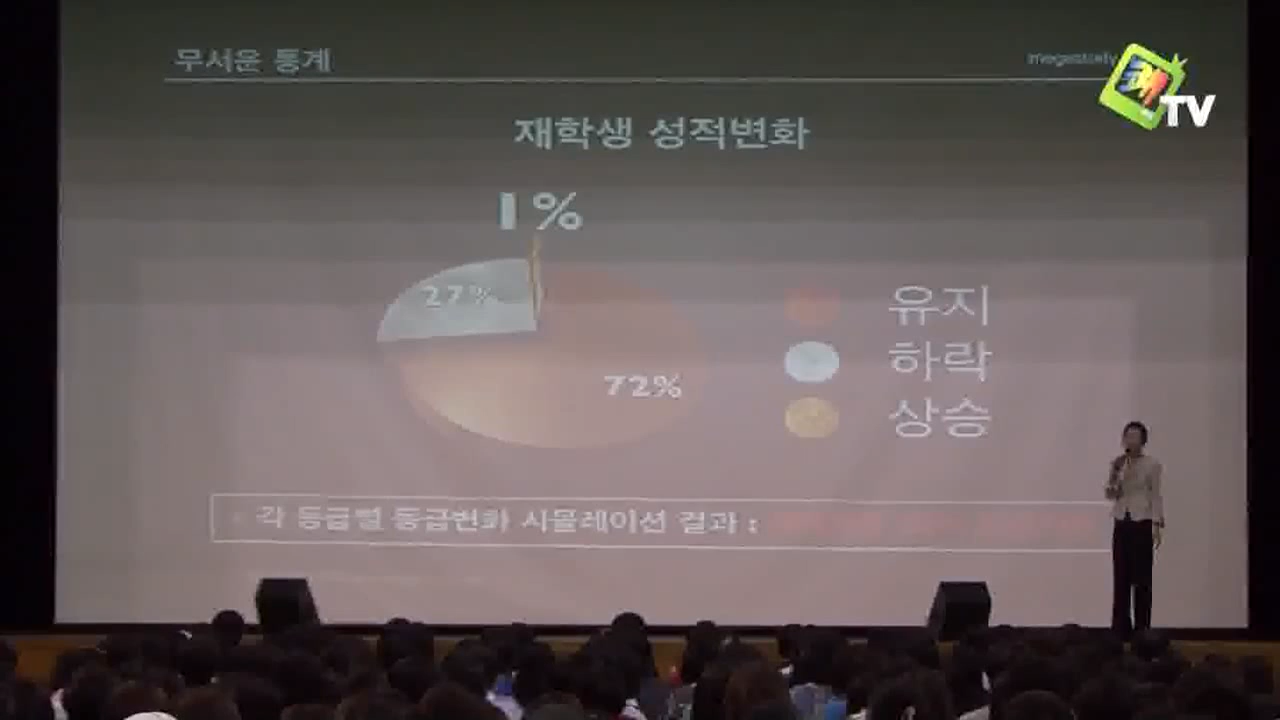 무서운 통계
TV
재학생 성적변화
1%
27%
72%
유지
하락
상승
각 등급별 등급변화 시뮬레이션 결과 :